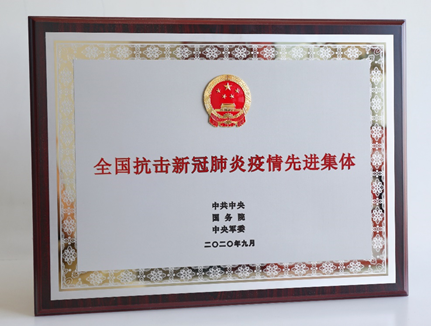 全国抗击新冠肺炎疫情先进集体
中共中央
国务院
中央军委
二〇二〇年九月